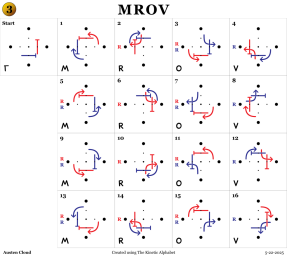 3 MROV
Start 1 2 3 4
R R R
Γ M R O V
5 6 7 8
R R R R
R R R
M R O V
9 10 11 12
R R R R
R R R
M R O V
13 14 15 16
R R R
R R
M R O V
Austen Cloud Created using The Kinetic Alphabet 5-22-2025